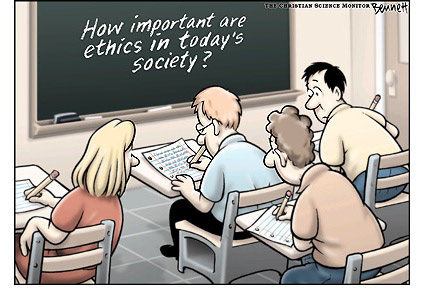 THE CHRISTIAN SCIENCE MONITOR
Bennett
How important are
ethics in today's
society?